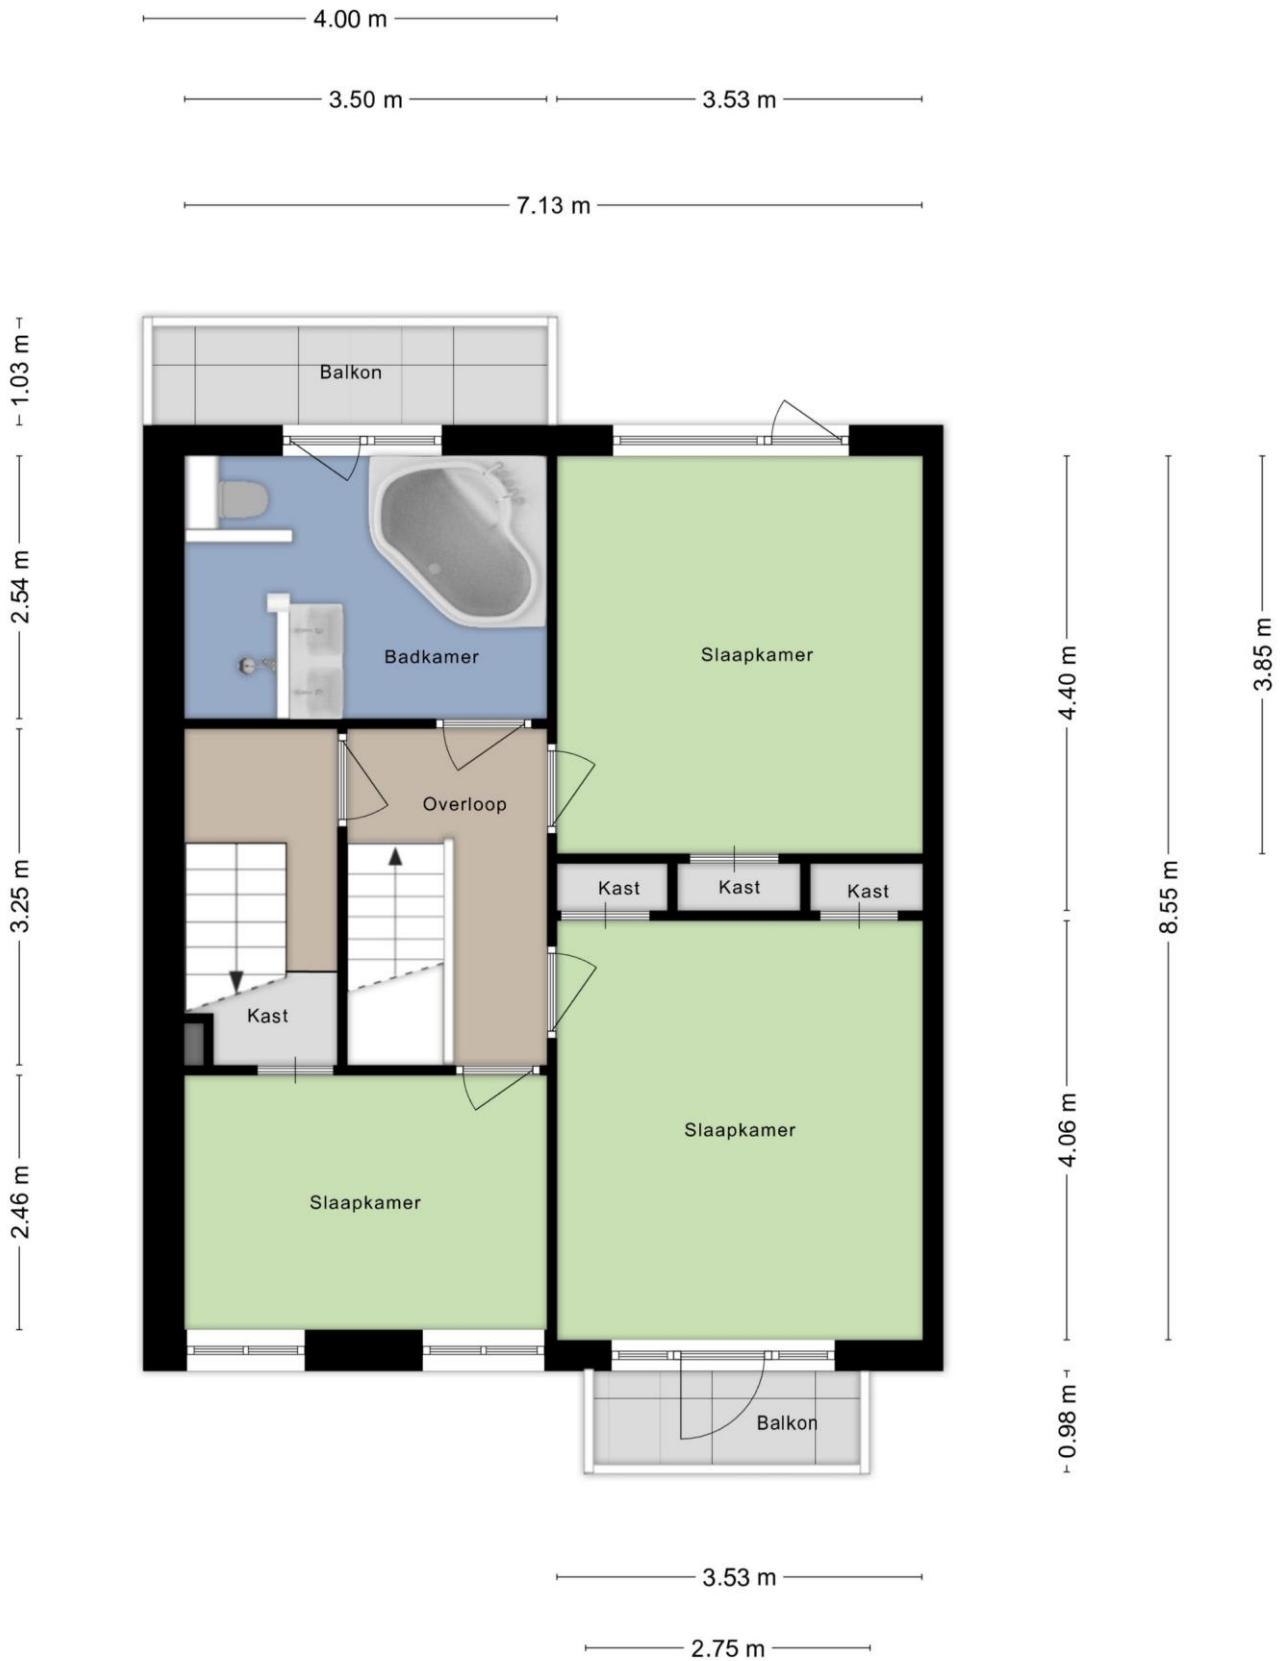 4.00 m
3.50 m
3.53 m
7.13 m
1.03 m
Balkon
2.54 m
Badkamer
Slaapkamer
4.40 m
3.85 m
Overloop
3.25 m
Kast
Kast
Kast
8.55 m
Kast
Slaapkamer
4.06 m
2.46 m
Slaapkamer
Balkon
0.98 m
3.53 m
2.75 m